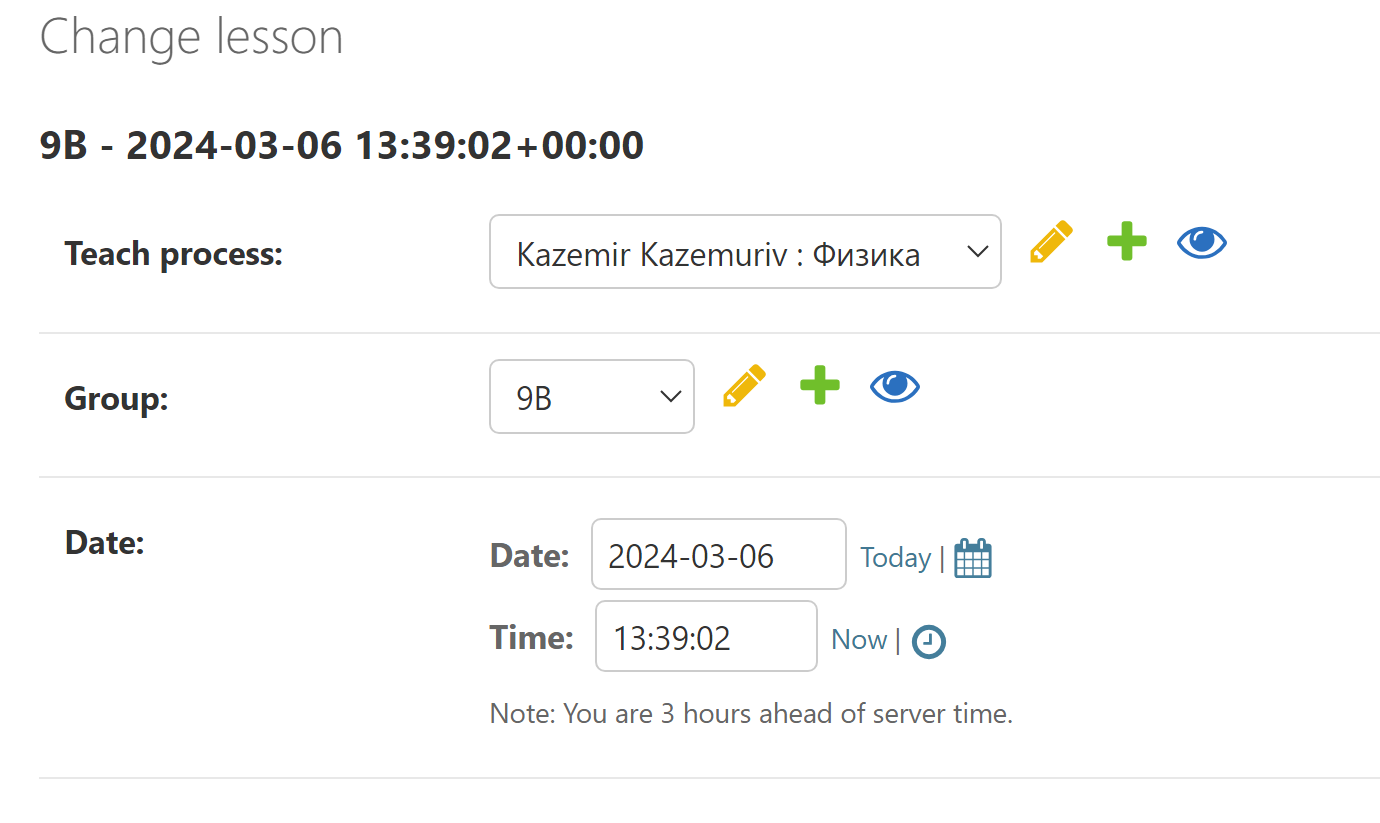 Change lesson
9B - 2024-03-06 13:39:02+00:00
Teach process: Kazemir Kazemuriv : Физика
Group: 9B
Date: Date: 2024-03-06 Today |
Time: 13:39:02 Now |
Note: You are 3 hours ahead of server time.